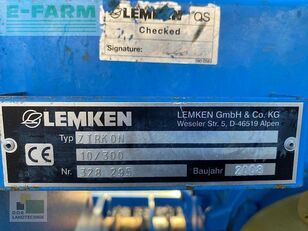 E-FARM
LEMKEN QS
Checked
Signature:
LEMKEN
LEMKEN GmbH & Co. KG
Weseler Str. 5, D-46519 Alpen
Typ ZIRKON
CE 10/300
Nr. 328 295 Baujahr 2008
LANDTECHNIK